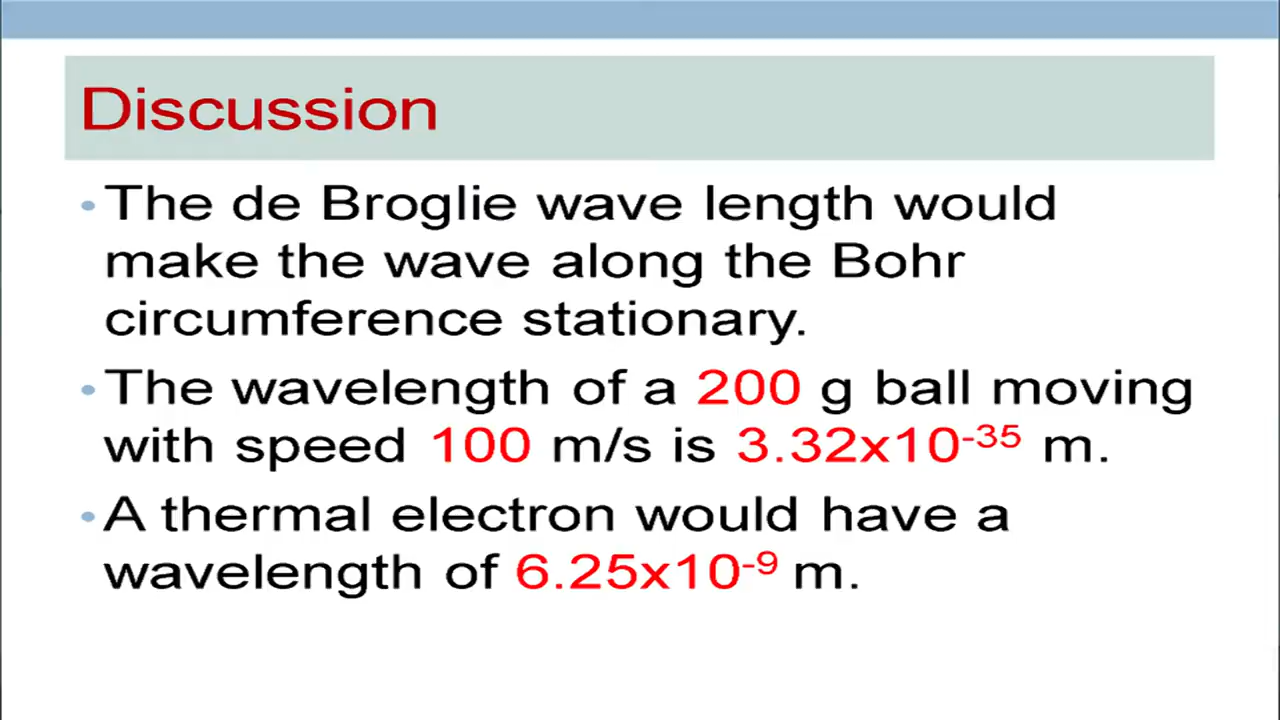 Discussion
• The de Broglie wave length would
make the wave along the Bohr
circumference stationary.
• The wavelength of a 200 g ball moving
with speed 100 m/s is 3.32x10⁻³⁵ m.
• A thermal electron would have a
wavelength of 6.25x10⁻⁹ m.